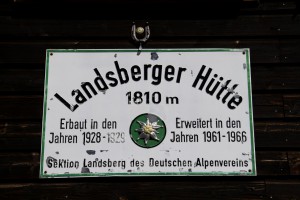 Landsberger Hütte
1810 m
Erbaut in den
Jahren 1928-1929
Erweitert in den
Jahren 1961-1966
Sektion Landsberg des Deutschen Alpenvereins